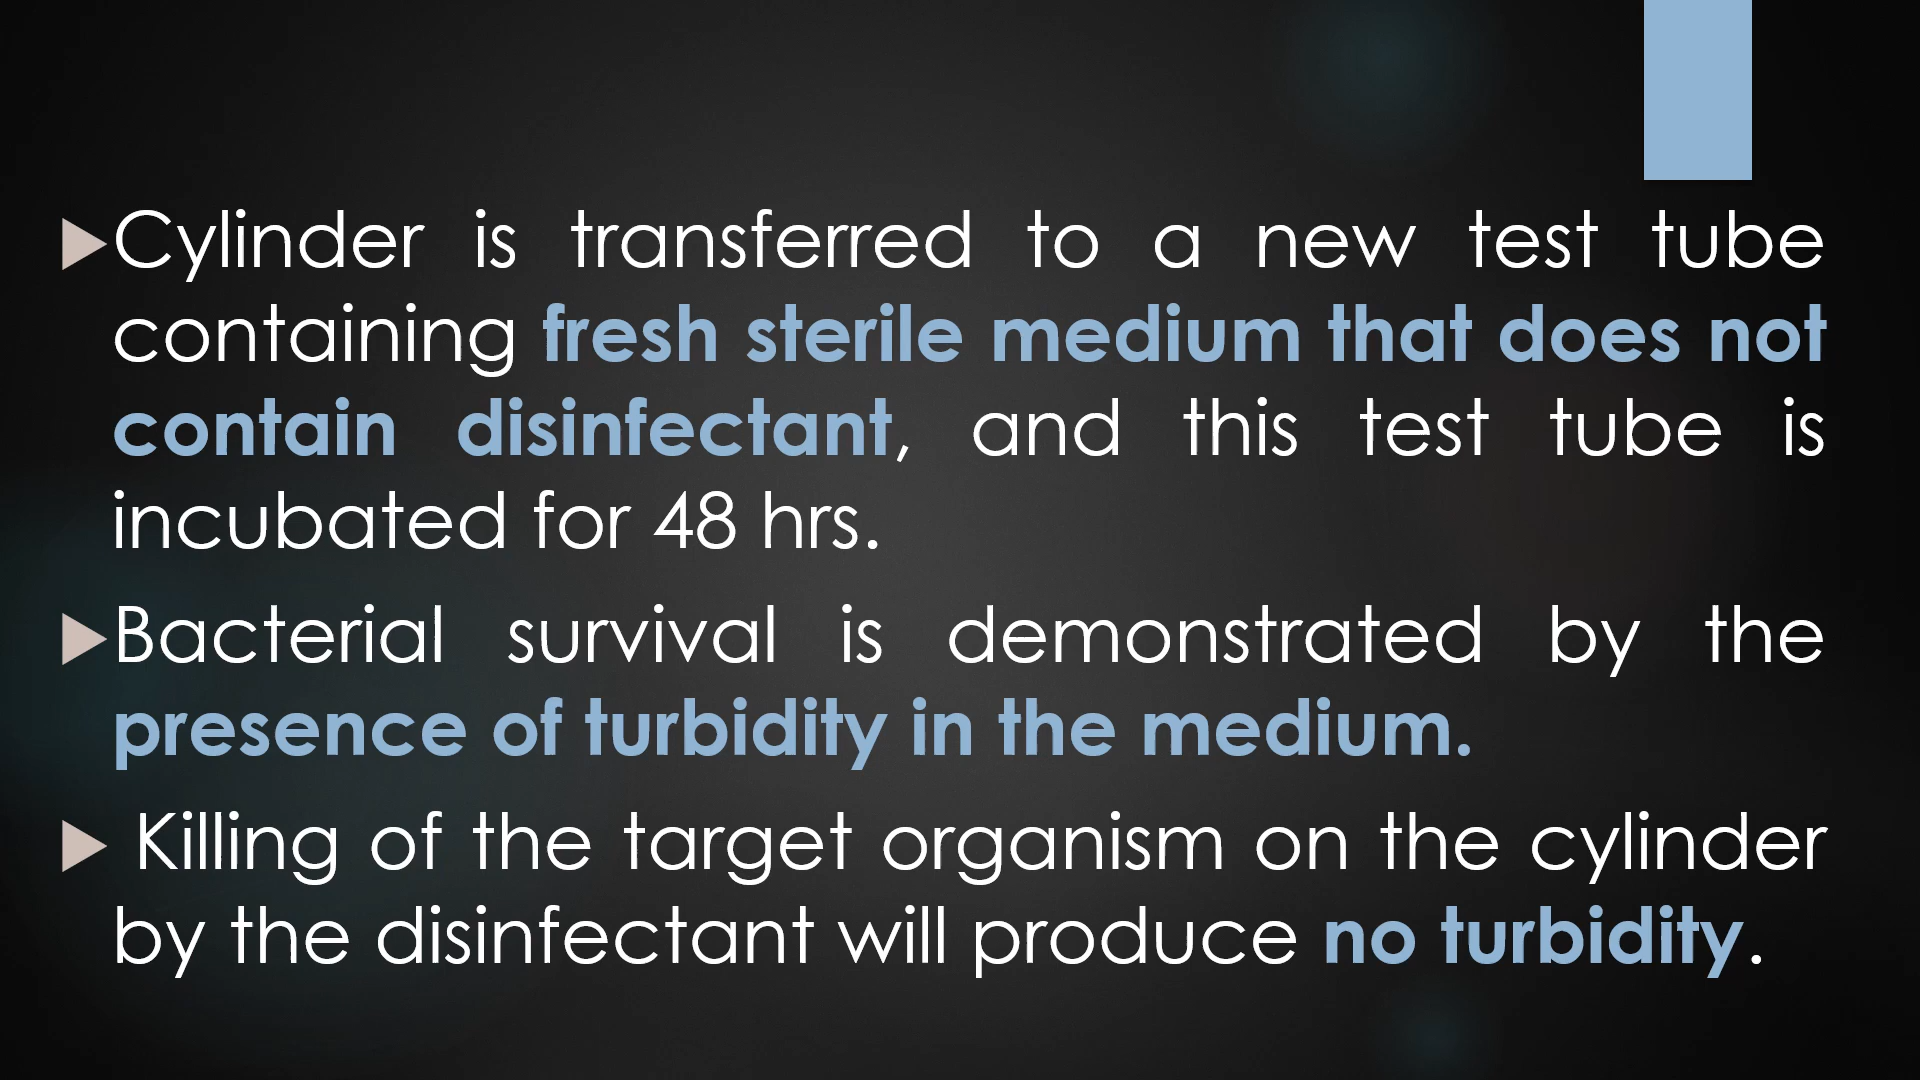 Cylinder is transferred to a new test tube
containing fresh sterile medium that does not
contain disinfectant, and this test tube is
incubated for 48 hrs.
Bacterial survival is demonstrated by the
presence of turbidity in the medium.
Killing of the target organism on the cylinder
by the disinfectant will produce no turbidity.